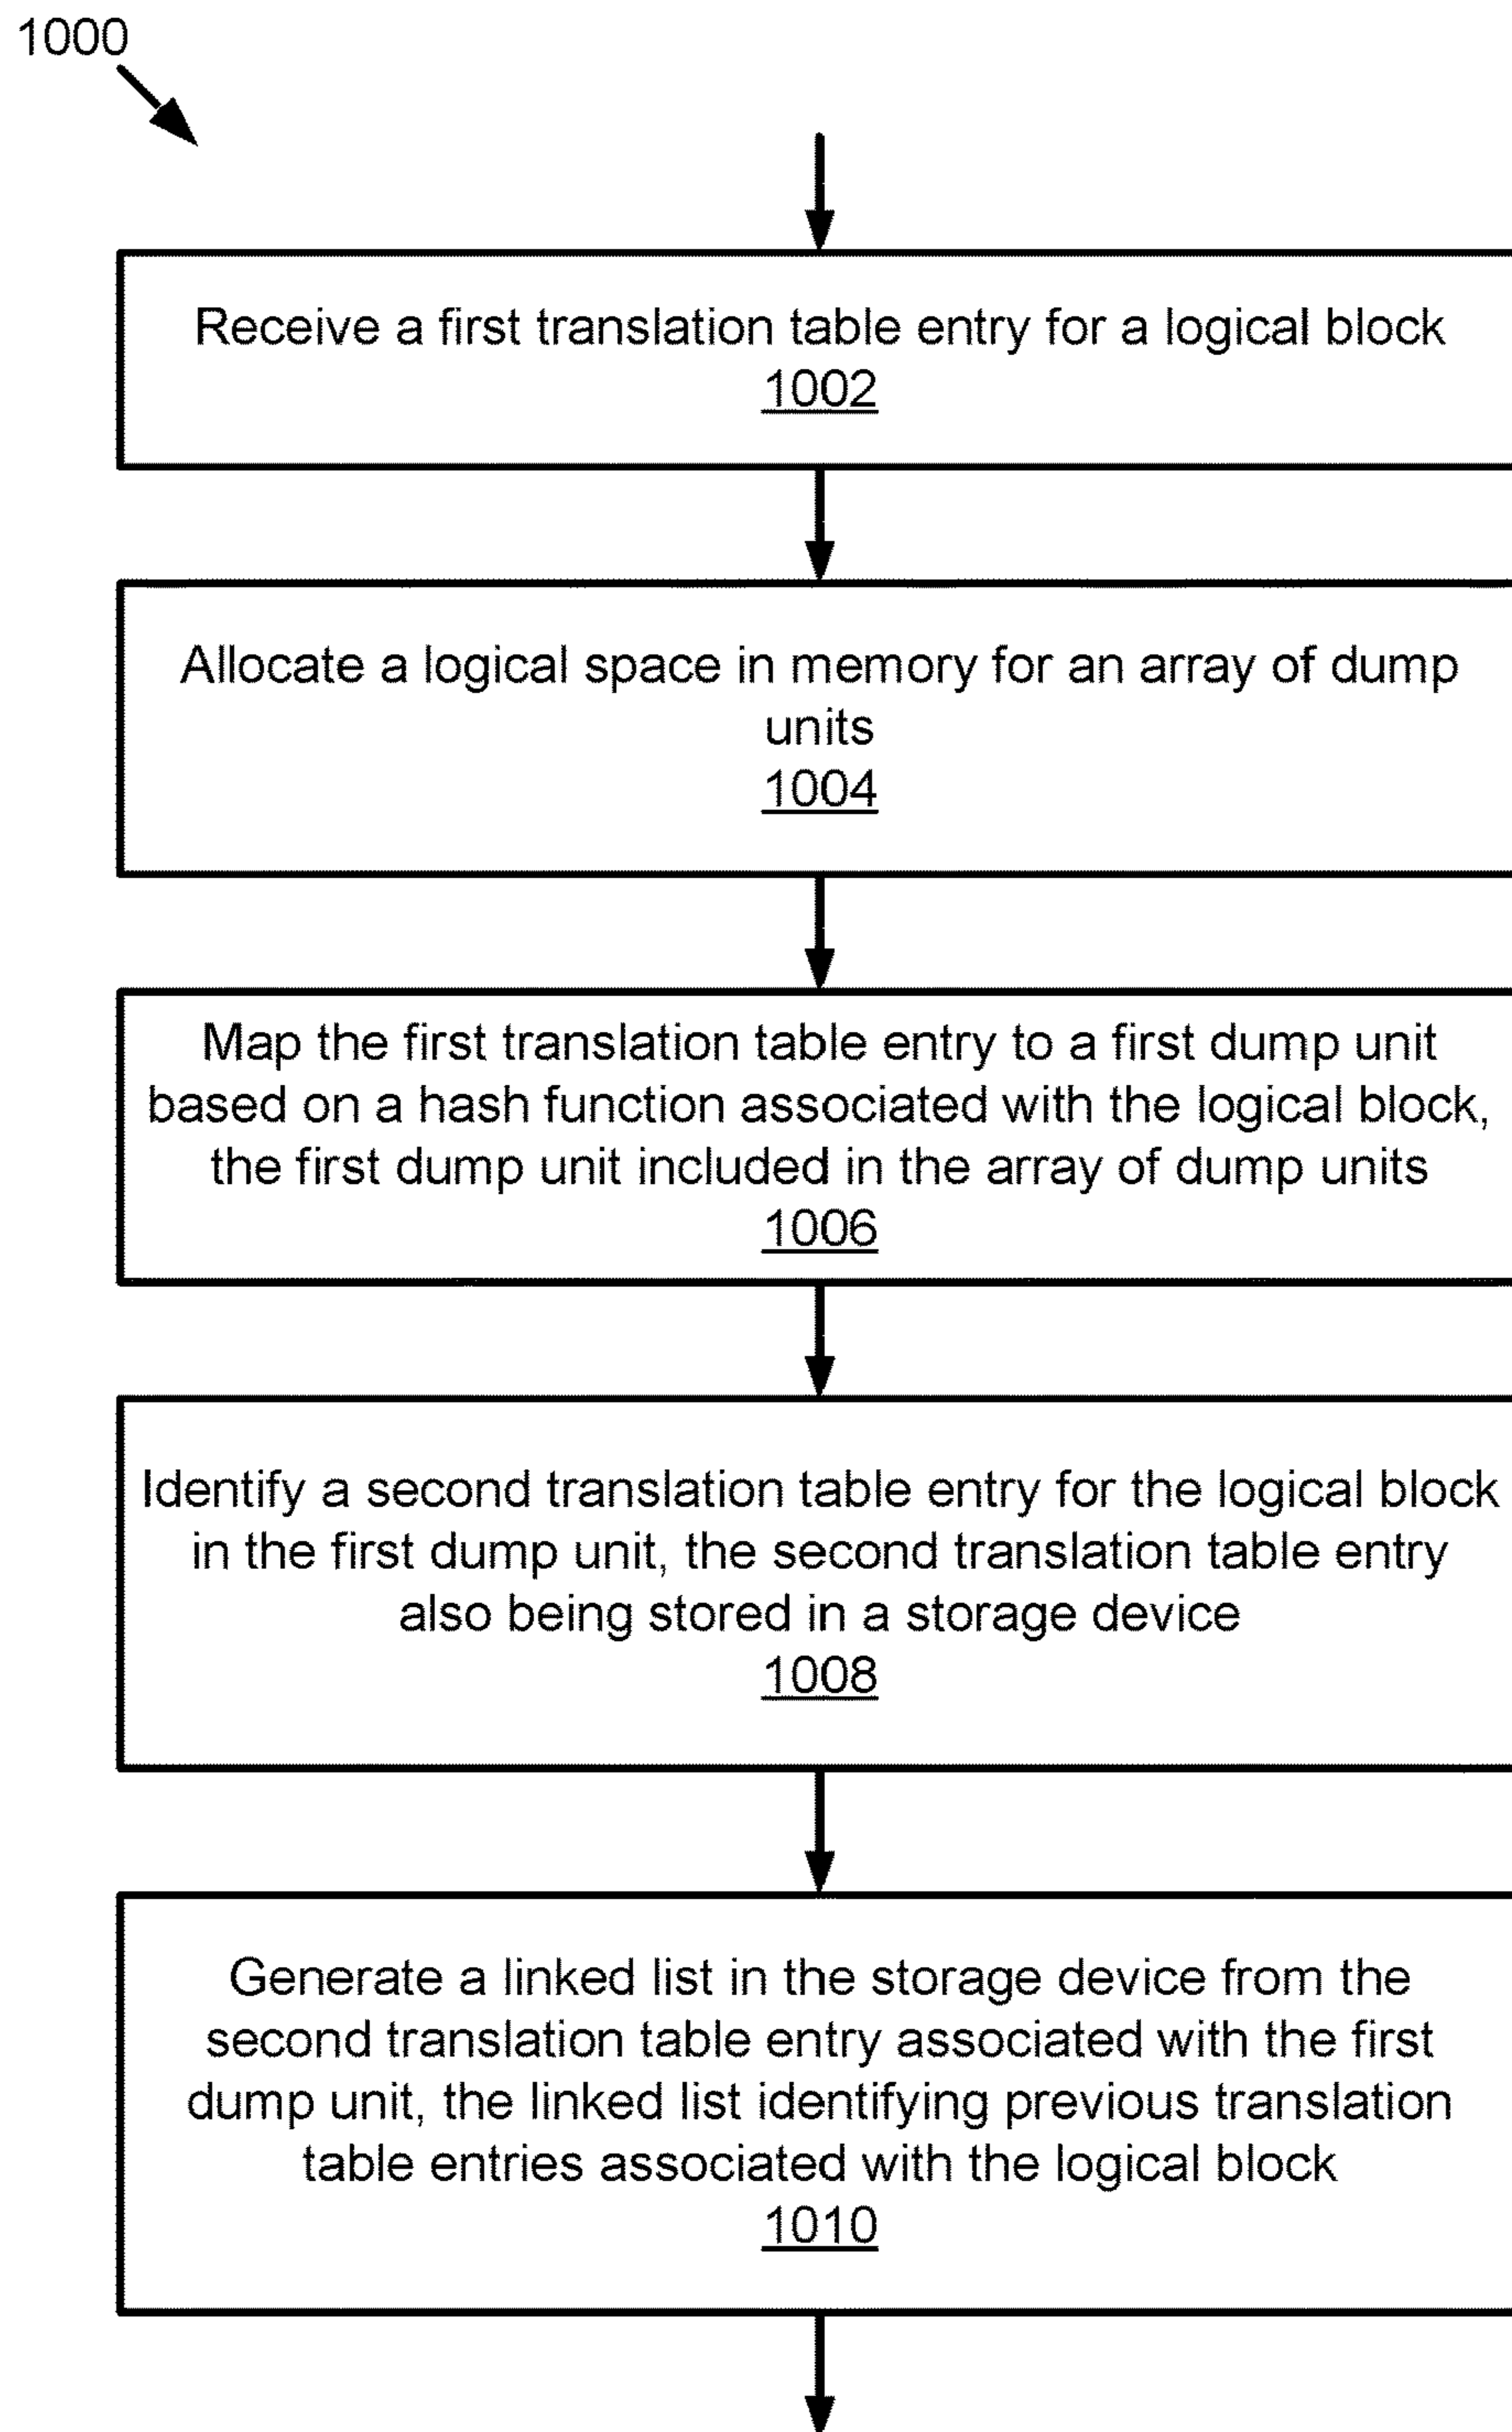 1000
Receive a first translation table entry for a logical block
1002
Allocate a logical space in memory for an array of dump
units
1004
Map the first translation table entry to a first dump unit
based on a hash function associated with the logical block,
the first dump unit included in the array of dump units
1006
Identify a second translation table entry for the logical block
in the first dump unit, the second translation table entry
also being stored in a storage device
1008
Generate a linked list in the storage device from the
second translation table entry associated with the first
dump unit, the linked list identifying previous translation
table entries associated with the logical block
1010